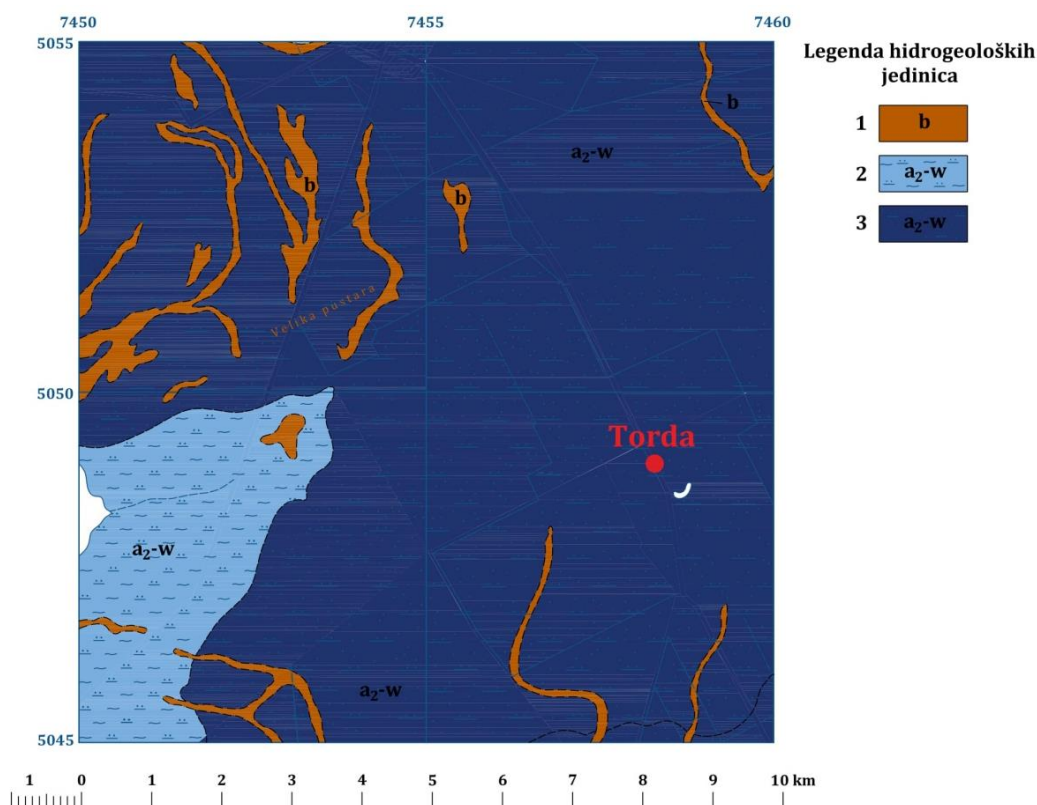 7450 7455 7460
5055
Legenda hidrogeoloških
jedinica
b
1 b
a₂-w
2 a₂-w
b
b
3 a₂-w
Velika pustara
5050
Torda
a₂-w
a₂-w
5045
1 0 1 2 3 4 5 6 7 8 9 10 km